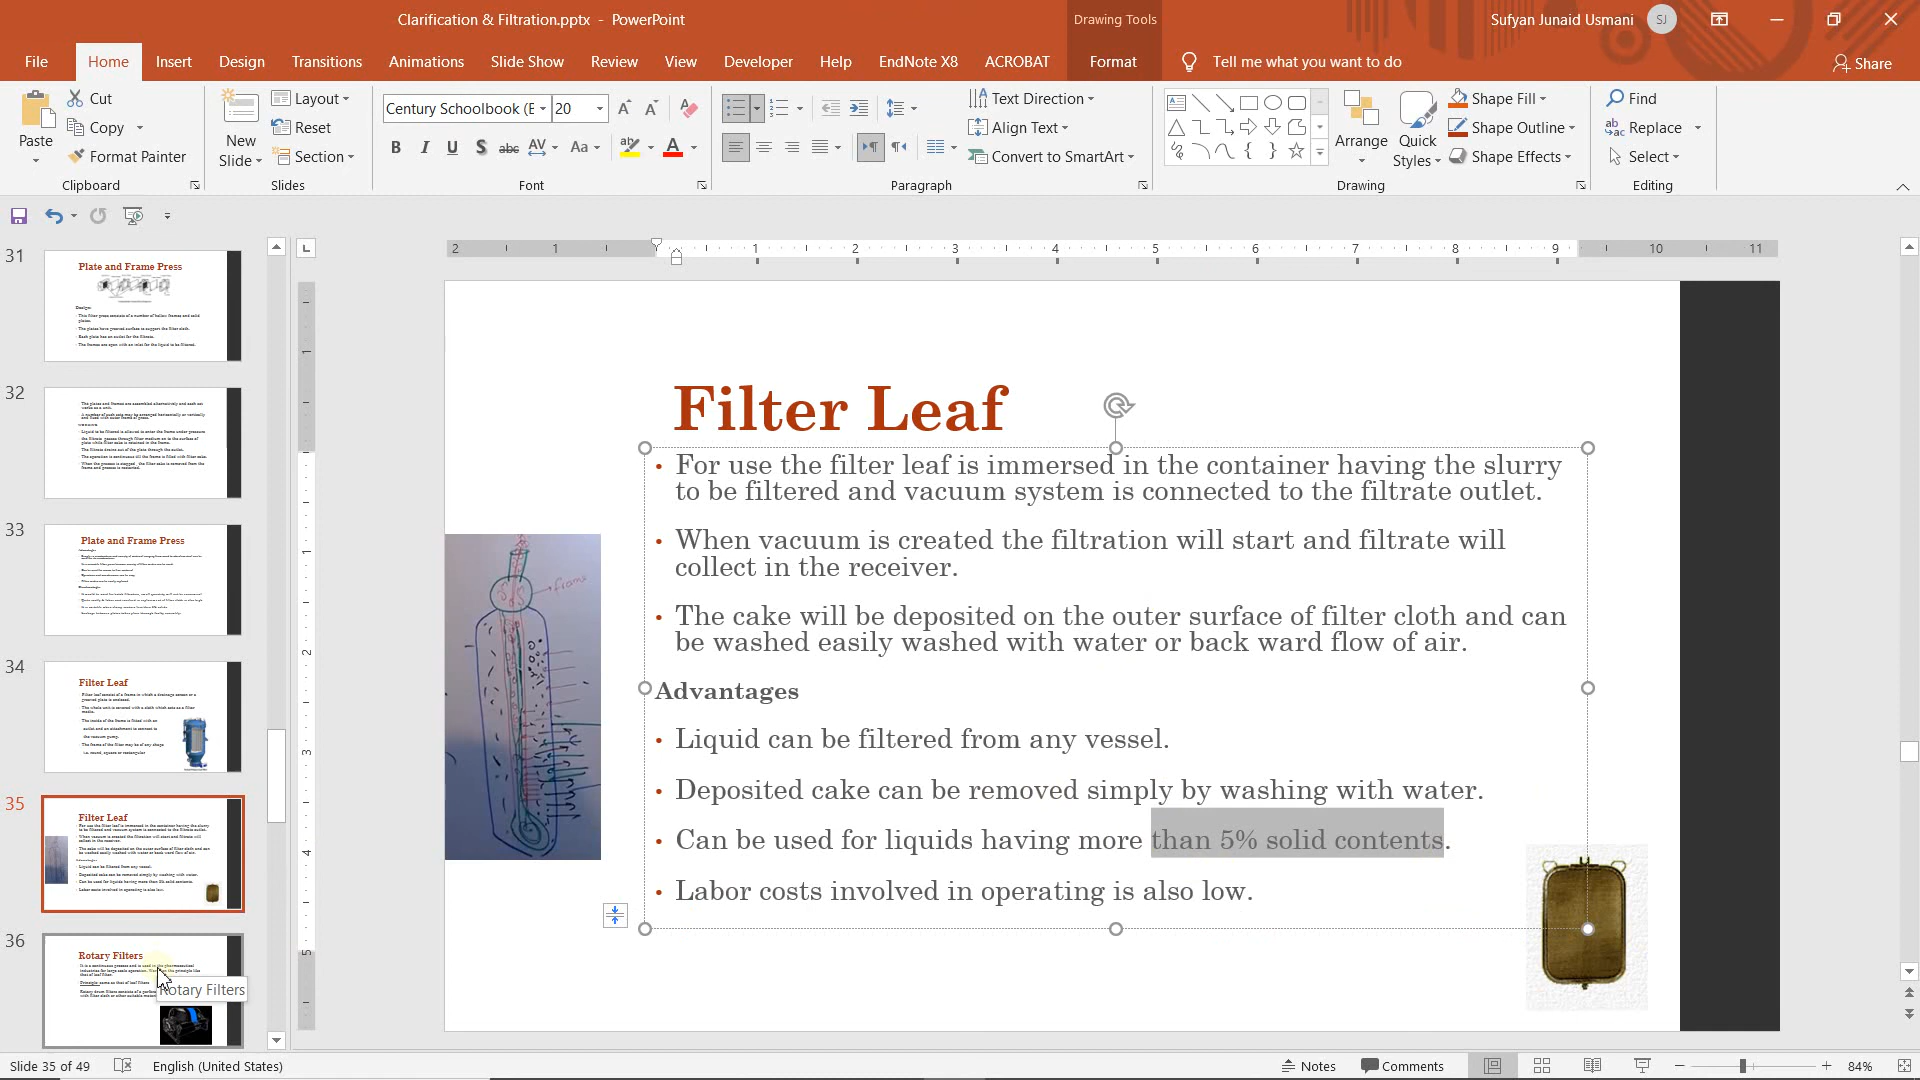 Clarification & Filtration.pptx - PowerPoint
Drawing Tools
Sufyan Junaid Usmani
SJ
File
Home
Insert
Design
Transitions
Animations
Slide Show
Review
View
Developer
Help
EndNote X8
ACROBAT
Format
Tell me what you want to do
Share
Paste
Cut
Copy
Format Painter
Clipboard
New Slide
Layout
Reset
Section
Slides
Century Schoolbook (E
20
Font
Text Direction
Align Text
Convert to SmartArt
Paragraph
Arrange
Quick Styles
Shape Fill
Shape Outline
Shape Effects
Drawing
Find
Replace
Select
Editing
31
Plate and Frame Press
32
33
Plate and Frame Press
34
Filter Leaf
35
Filter Leaf
36
Rotary Filters
Rotary Filters
Filter Leaf
• For use the filter leaf is immersed in the container having the slurry
to be filtered and vacuum system is connected to the filtrate outlet.
• When vacuum is created the filtration will start and filtrate will
collect in the receiver.
• The cake will be deposited on the outer surface of filter cloth and can
be washed easily washed with water or back ward flow of air.
Advantages
• Liquid can be filtered from any vessel.
• Deposited cake can be removed simply by washing with water.
• Can be used for liquids having more than 5% solid contents.
• Labor costs involved in operating is also low.
frame
Slide 35 of 49
English (United States)
Notes
Comments
84%